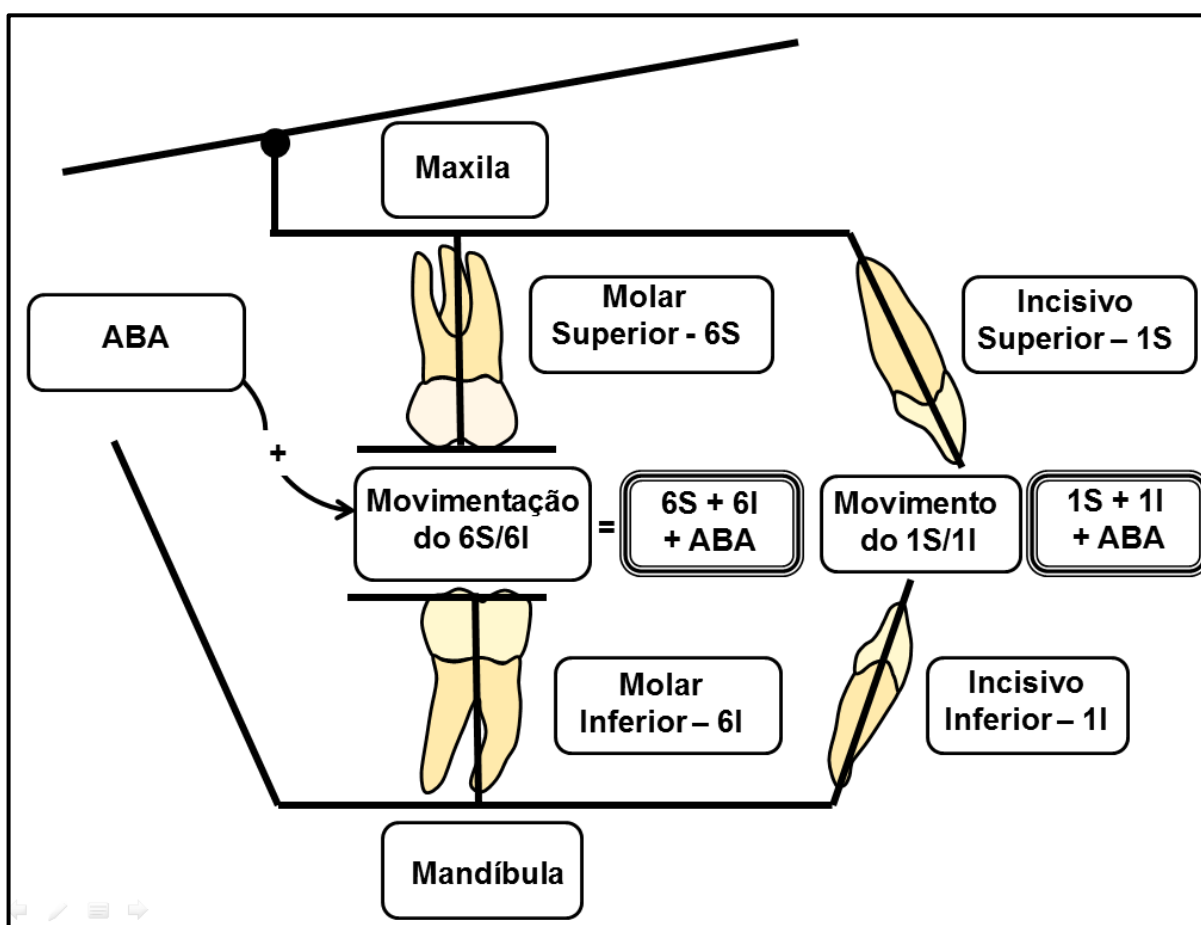 Maxila
ABA
Molar
Superior - 6S
Incisivo
Superior – 1S
+
Movimentação
do 6S/6I
=
6S + 6I
+ ABA
Movimento
do 1S/1I
1S + 1I
+ ABA
Molar
Inferior – 6I
Incisivo
Inferior – 1I
Mandíbula